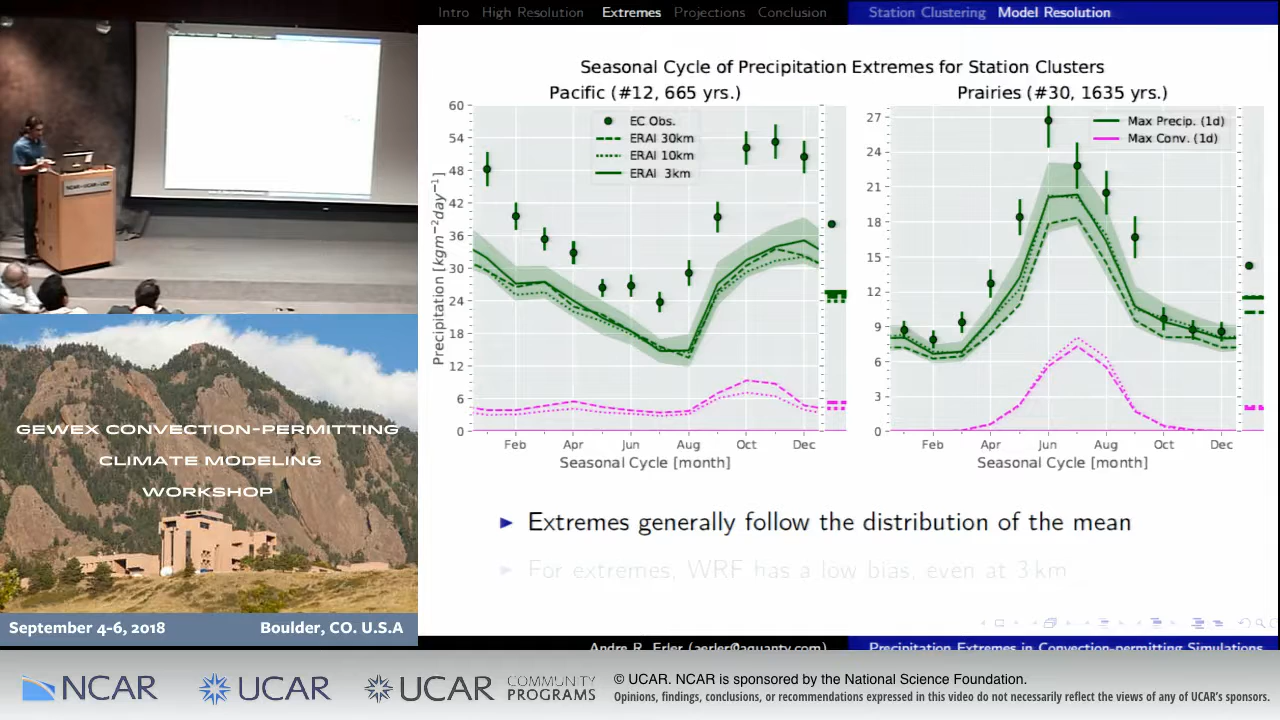 Intro High Resolution Extremes Projections Conclusion
Station Clustering Model Resolution
Seasonal Cycle of Precipitation Extremes for Station Clusters
Pacific (#12, 665 yrs.)
60
54
48
42
36
30
24
18
12
6
0
Precipitation [kgm⁻²day⁻¹]
EC Obs.
ERAI 30km
ERAI 10km
ERAI 3km
Feb Apr Jun Aug Oct Dec
Seasonal Cycle [month]
Prairies (#30, 1635 yrs.)
27
24
21
18
15
12
9
6
3
0
Max Precip. (1d)
Max Conv. (1d)
Feb Apr Jun Aug Oct Dec
Seasonal Cycle [month]
Extremes generally follow the distribution of the mean
For extremes, WRF has a low bias, even at 3 km
Andre R. Erler (aerler@aquanty.com)
Precipitation Extremes in Convection-permitting Simulations
NCAR-UCAR-UCP
GEWEX CONVECTION-PERMITTING
CLIMATE MODELING
WORKSHOP
September 4-6, 2018 Boulder, CO. U.S.A
NCAR
UCAR
UCAR COMMUNITY
PROGRAMS
© UCAR. NCAR is sponsored by the National Science Foundation.
Opinions, findings, conclusions, or recommendations expressed in this video do not necessarily reflect the views of any of UCAR's sponsors.